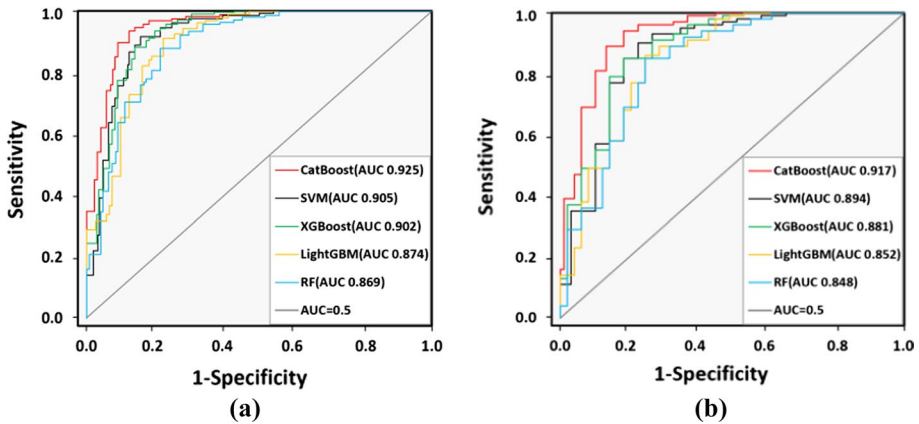 1.0
0.8
0.6
0.4
0.2
0.0
Sensitivity
CatBoost(AUC 0.925)
SVM(AUC 0.905)
XGBoost(AUC 0.902)
LightGBM(AUC 0.874)
RF(AUC 0.869)
AUC=0.5
0.0 0.2 0.4 0.6 0.8 1.0
1-Specificity
(a)
1.0
0.8
0.6
0.4
0.2
0.0
Sensitivity
CatBoost(AUC 0.917)
SVM(AUC 0.894)
XGBoost(AUC 0.881)
LightGBM(AUC 0.852)
RF(AUC 0.848)
AUC=0.5
0.0 0.2 0.4 0.6 0.8 1.0
1-Specificity
(b)